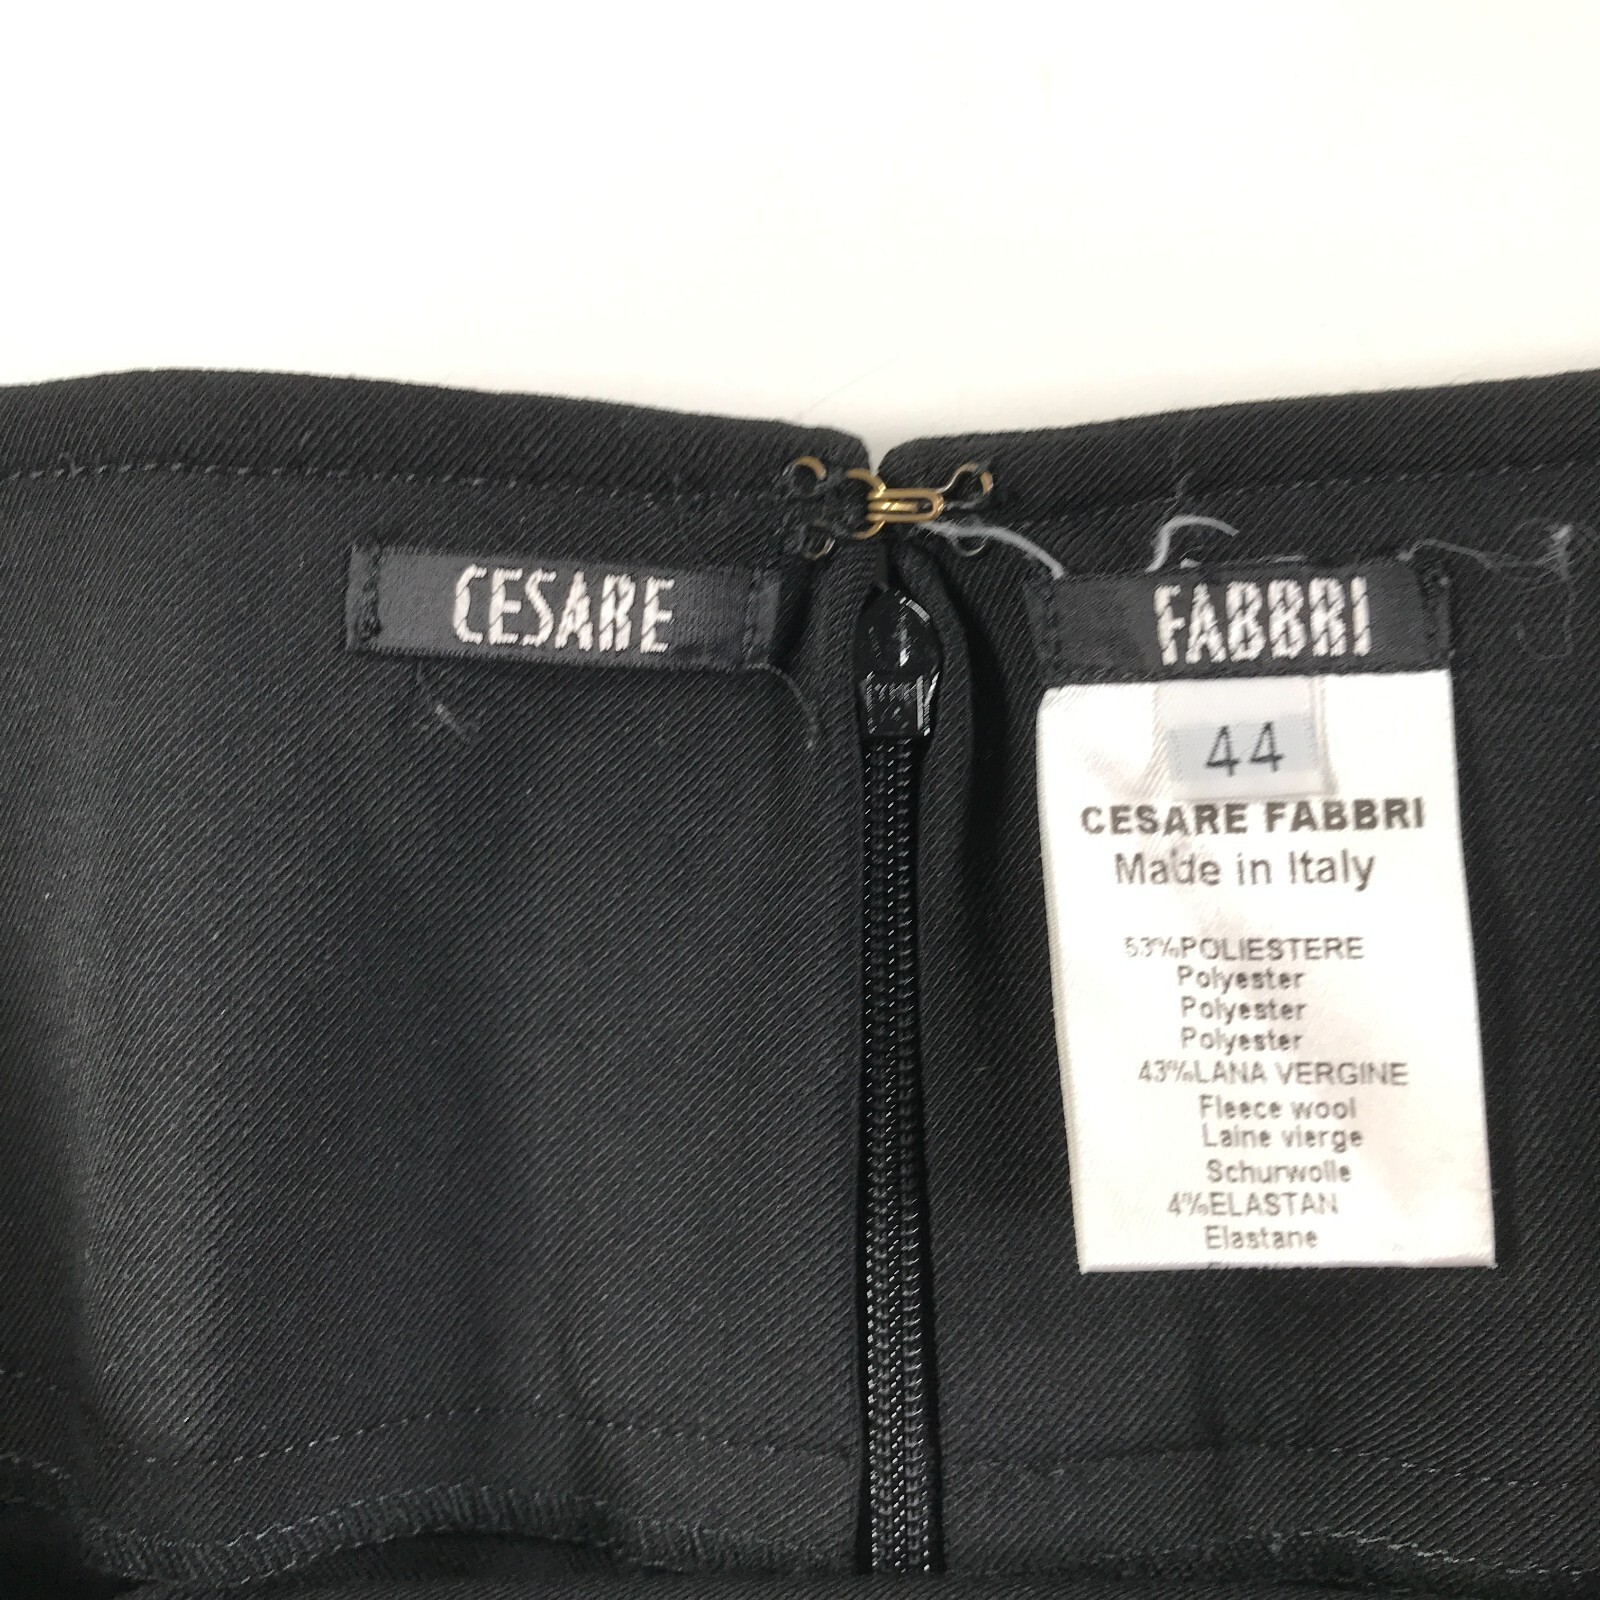 CESARE
FABBRI
44
CESARE FABBRI
Made in Italy
53%POLIESTERE
Polyester
Polyester
Polyester
43%LANA VERGINE
Fleece wool
Laine vierge
Schurwolle
4%ELASTAN
Elastane